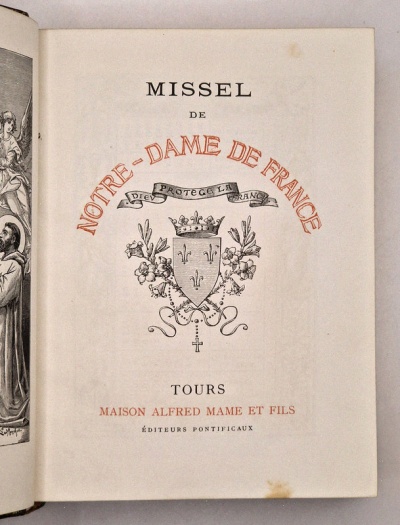 MISSEL
DE
NOTRE-DAME DE FRANCE
DIEU PROTÈGE LA FRANCE
TOURS
MAISON ALFRED MAME ET FILS
ÉDITEURS PONTIFICAUX